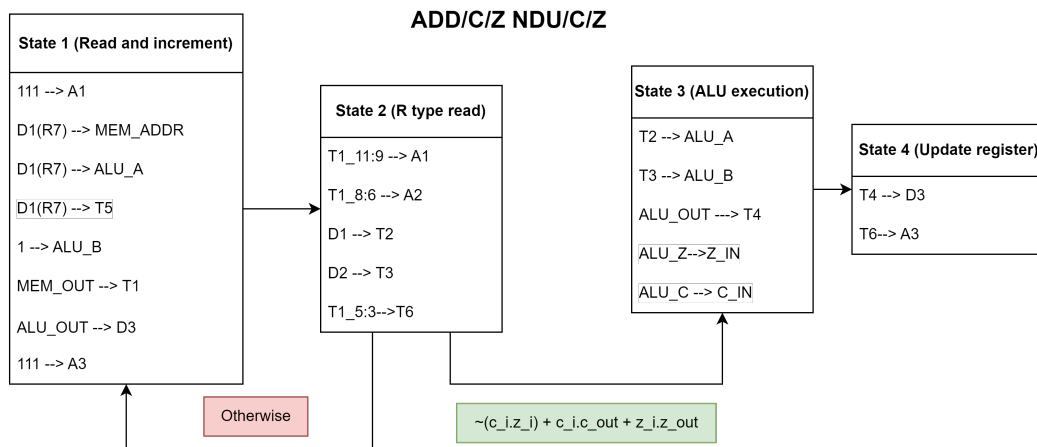 ADD/C/Z NDU/C/Z
State 1 (Read and increment)
111 --> A1
D1(R7) --> MEM_ADDR
D1(R7) --> ALU_A
D1(R7) --> T5
1 --> ALU_B
MEM_OUT --> T1
ALU_OUT --> D3
111 --> A3
State 2 (R type read)
T1_11:9 --> A1
T1_8:6 --> A2
D1 --> T2
D2 --> T3
T1_5:3-->T6
State 3 (ALU execution)
T2 --> ALU_A
T3 --> ALU_B
ALU_OUT ---> T4
ALU_Z-->Z_IN
ALU_C --> C_IN
State 4 (Update register)
T4 --> D3
T6--> A3
Otherwise
~(c_i.z_i) + c_i.c_out + z_i.z_out